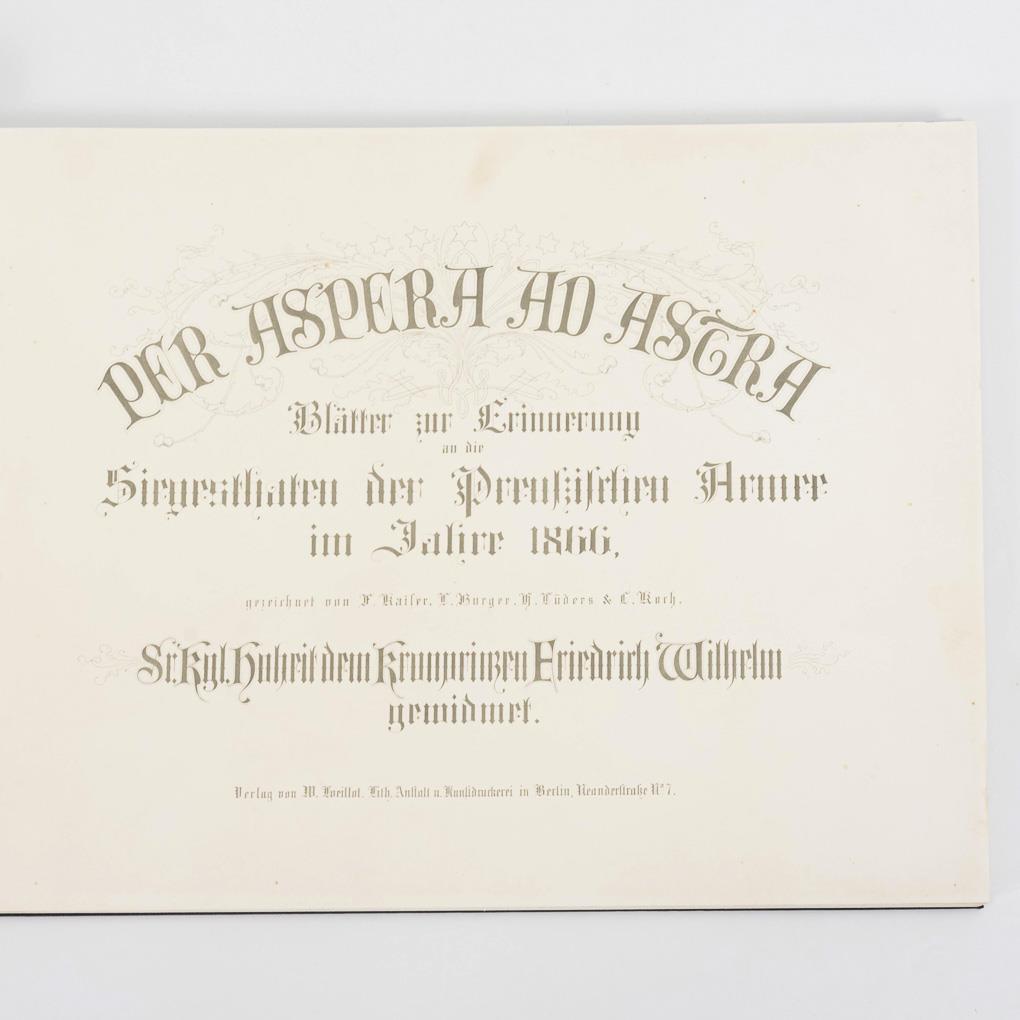 PER ASPERA AD ASTRA
Blätter zur Erinnerung
an die
Siegesthaten der Preußischen Armee
im Jahre 1866,
gezeichnet von F. Kaiser, L. Burger, H. Lüders & C. Koch.
Sr. Kgl. Hoheit dem Kronprinzen Friedrich Wilhelm
gewidmet.
Verlag von W. Loeillot, Lith. Anstalt u. Kunstdruckerei in Berlin, Neanderstraße No 7.